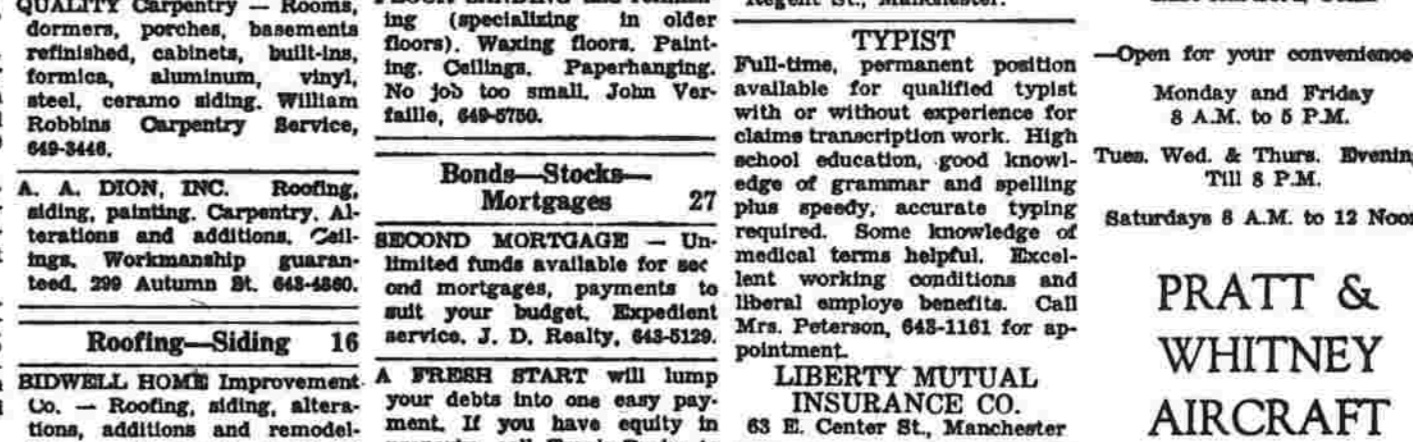 QUALITY Carpentry — Rooms,
dormers, porches, basements
refinished, cabinets, built-ins,
formica, aluminum, vinyl,
steel, ceramo siding. William
Robbins Carpentry Service,
649-3446.
A. A. DION, INC. Roofing,
siding, painting. Carpentry. Al-
terations and additions. Ceil-
ings. Workmanship guaran-
teed. 299 Autumn St. 643-4860.
Roofing—Siding 16
BIDWELL HOME Improvement
Co. — Roofing, siding, altera-
tions, additions and remodel-
ing (specializing in older
floors). Waxing floors. Paint-
ing. Ceilings. Paperhanging.
No job too small. John Ver-
faille, 649-5750.
Bonds—Stocks—
Mortgages 27
SECOND MORTGAGE — Un-
limited funds available for sec
ond mortgages, payments to
suit your budget. Expedient
service. J. D. Realty, 643-5129.
A FRESH START will lump
your debts into one easy pay-
ment. If you have equity in
Regent St., Manchester.
TYPIST
Full-time, permanent position
available for qualified typist
with or without experience for
claims transcription work. High
school education, good knowl-
edge of grammar and spelling
plus speedy, accurate typing
required. Some knowledge of
medical terms helpful. Excel-
lent working conditions and
liberal employe benefits. Call
Mrs. Peterson, 643-1161 for ap-
pointment.
LIBERTY MUTUAL
INSURANCE CO.
63 E. Center St., Manchester
—Open for your convenience
Monday and Friday
8 A.M. to 5 P.M.
Tues. Wed. & Thurs. Evening
Till 8 P.M.
Saturdays 8 A.M. to 12 Noon
PRATT &
WHITNEY
AIRCRAFT